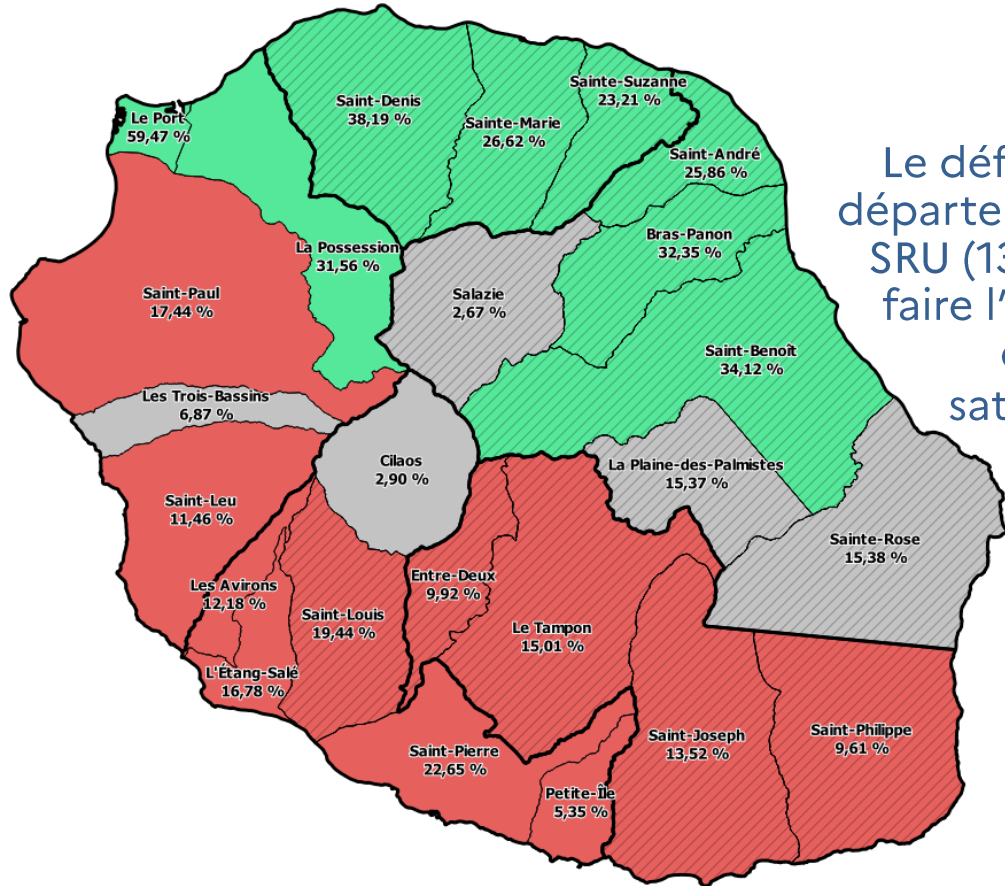 Saint-Denis
38,19 %
Sainte-Suzanne
23,21 %
Le Port
59,47 %
Sainte-Marie
26,62 %
Saint-André
25,86 %
Le déf
départe
SRU (13
faire l'
sat
La Possession
31,56 %
Bras-Panon
32,35 %
Saint-Paul
17,44 %
Salazie
2,67 %
Saint-Benoît
34,12 %
Les Trois-Bassins
6,87 %
Cilaos
2,90 %
La Plaine-des-Palmistes
15,37 %
Saint-Leu
11,46 %
Sainte-Rose
15,38 %
Les Avirons
12,18 %
Entre-Deux
9,92 %
Saint-Louis
19,44 %
Le Tampon
15,01 %
L'Étang-Salé
16,78 %
Saint-Pierre
22,65 %
Saint-Joseph
13,52 %
Saint-Philippe
9,61 %
Petite-Île
5,35 %